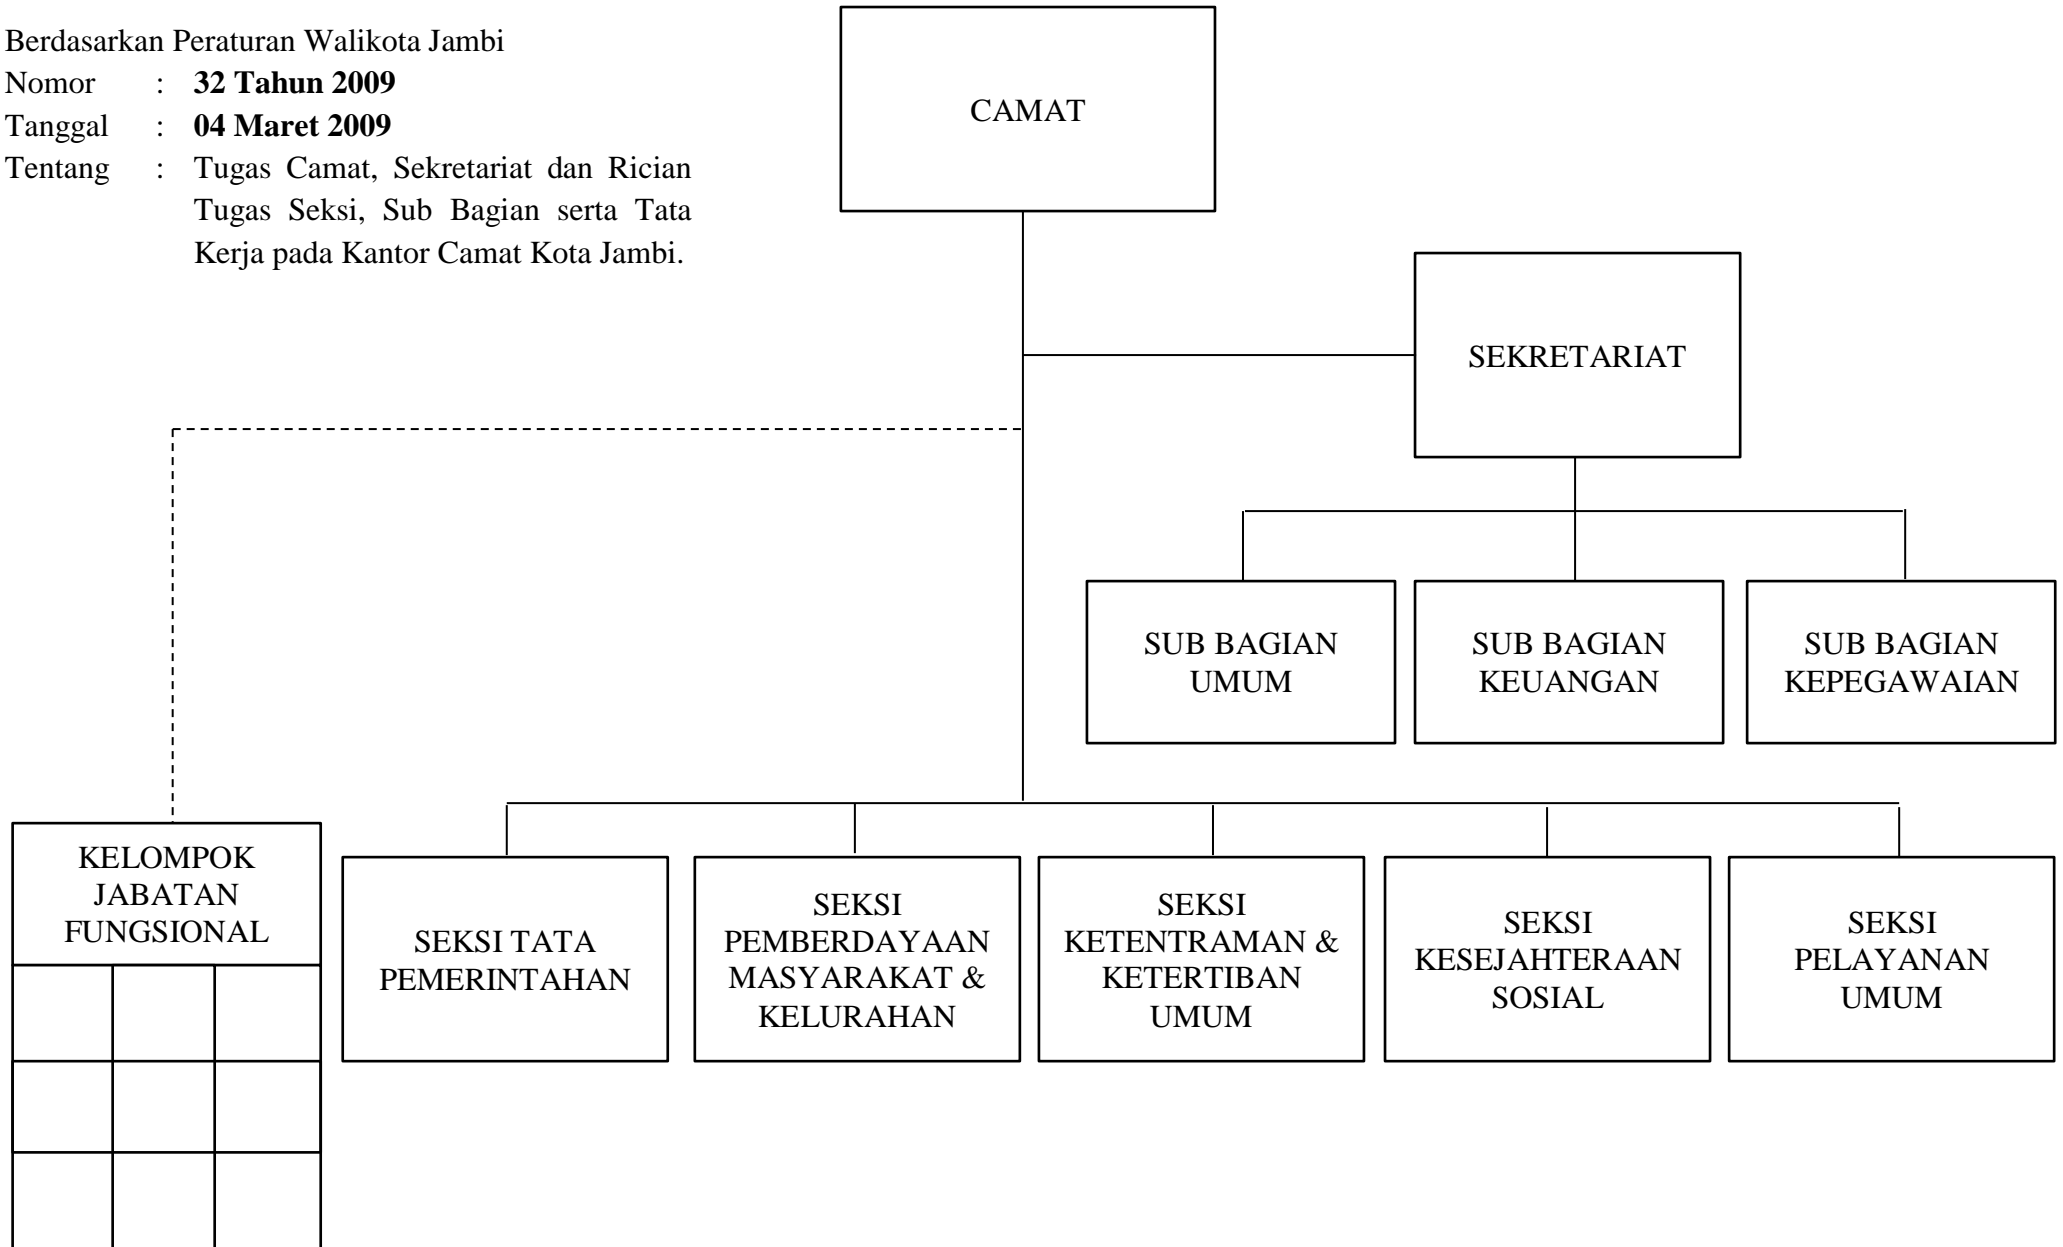 Berdasarkan Peraturan Walikota Jambi
Nomor : 32 Tahun 2009
Tanggal : 04 Maret 2009
Tentang : Tugas Camat, Sekretariat dan Rician
Tugas Seksi, Sub Bagian serta Tata
Kerja pada Kantor Camat Kota Jambi.
CAMAT
SEKRETARIAT
SUB BAGIAN
UMUM
SUB BAGIAN
KEUANGAN
SUB BAGIAN
KEPEGAWAIAN
KELOMPOK
JABATAN
FUNGSIONAL
SEKSI TATA
PEMERINTAHAN
SEKSI
PEMBERDAYAAN
MASYARAKAT &
KELURAHAN
SEKSI
KETENTRAMAN &
KETERTIBAN
UMUM
SEKSI
KESEJAHTERAAN
SOSIAL
SEKSI
PELAYANAN
UMUM